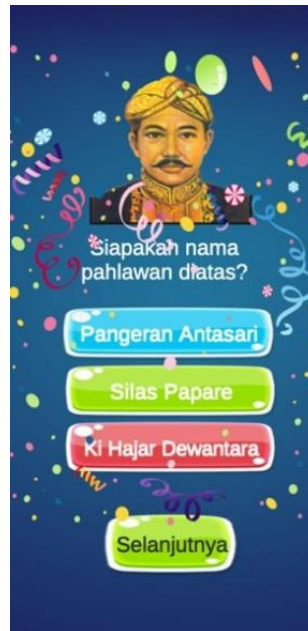 Siapakah nama
pahlawan diatas?
Pangeran Antasari
Silas Papare
Ki Hajar Dewantara
Selanjutnya